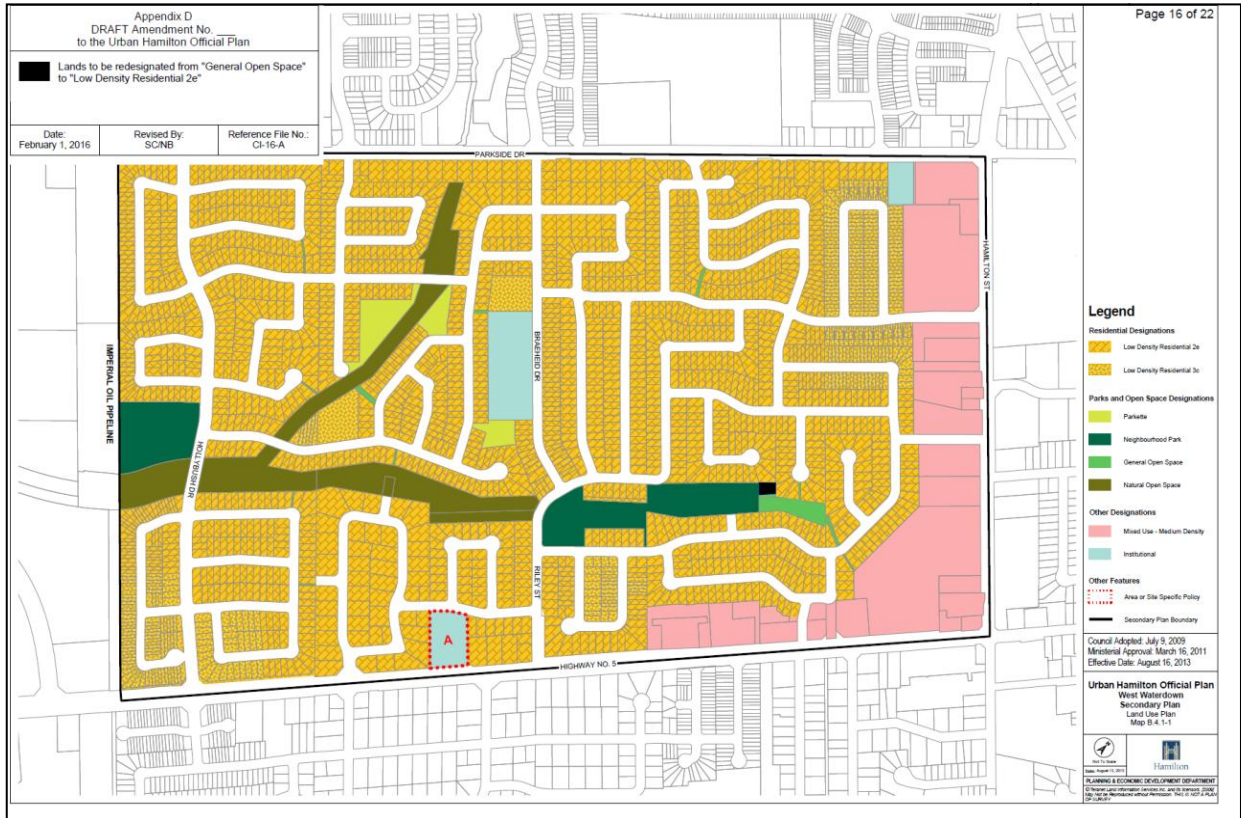 Page 16 of 22
Appendix D
DRAFT Amendment No. ___
to the Urban Hamilton Official Plan
Lands to be redesignated from "General Open Space"
to "Low Density Residential 2e"
Date:
February 1, 2016
Revised By:
SC/NB
Reference File No.:
CI-16-A
PARKSIDE DR
HAMILTON ST
IMPERIAL OIL PIPELINE
BRAEHEID DR
HOLLYBUSH DR
RILEY ST
A
HIGHWAY NO. 5
Legend
Residential Designations
Low Density Residential 2e
Low Density Residential 3c
Parks and Open Space Designations
Parkette
Neighbourhood Park
General Open Space
Natural Open Space
Other Designations
Mixed Use - Medium Density
Institutional
Other Features
Area or Site Specific Policy
Secondary Plan Boundary
Council Adopted: July 9, 2009
Ministerial Approval: March 16, 2011
Effective Date: August 16, 2013
Urban Hamilton Official Plan
West Waterdown
Secondary Plan
Land Use Plan
Map B.4.1-1
Not To Scale
Hamilton
PLANNING & ECONOMIC DEVELOPMENT DEPARTMENT